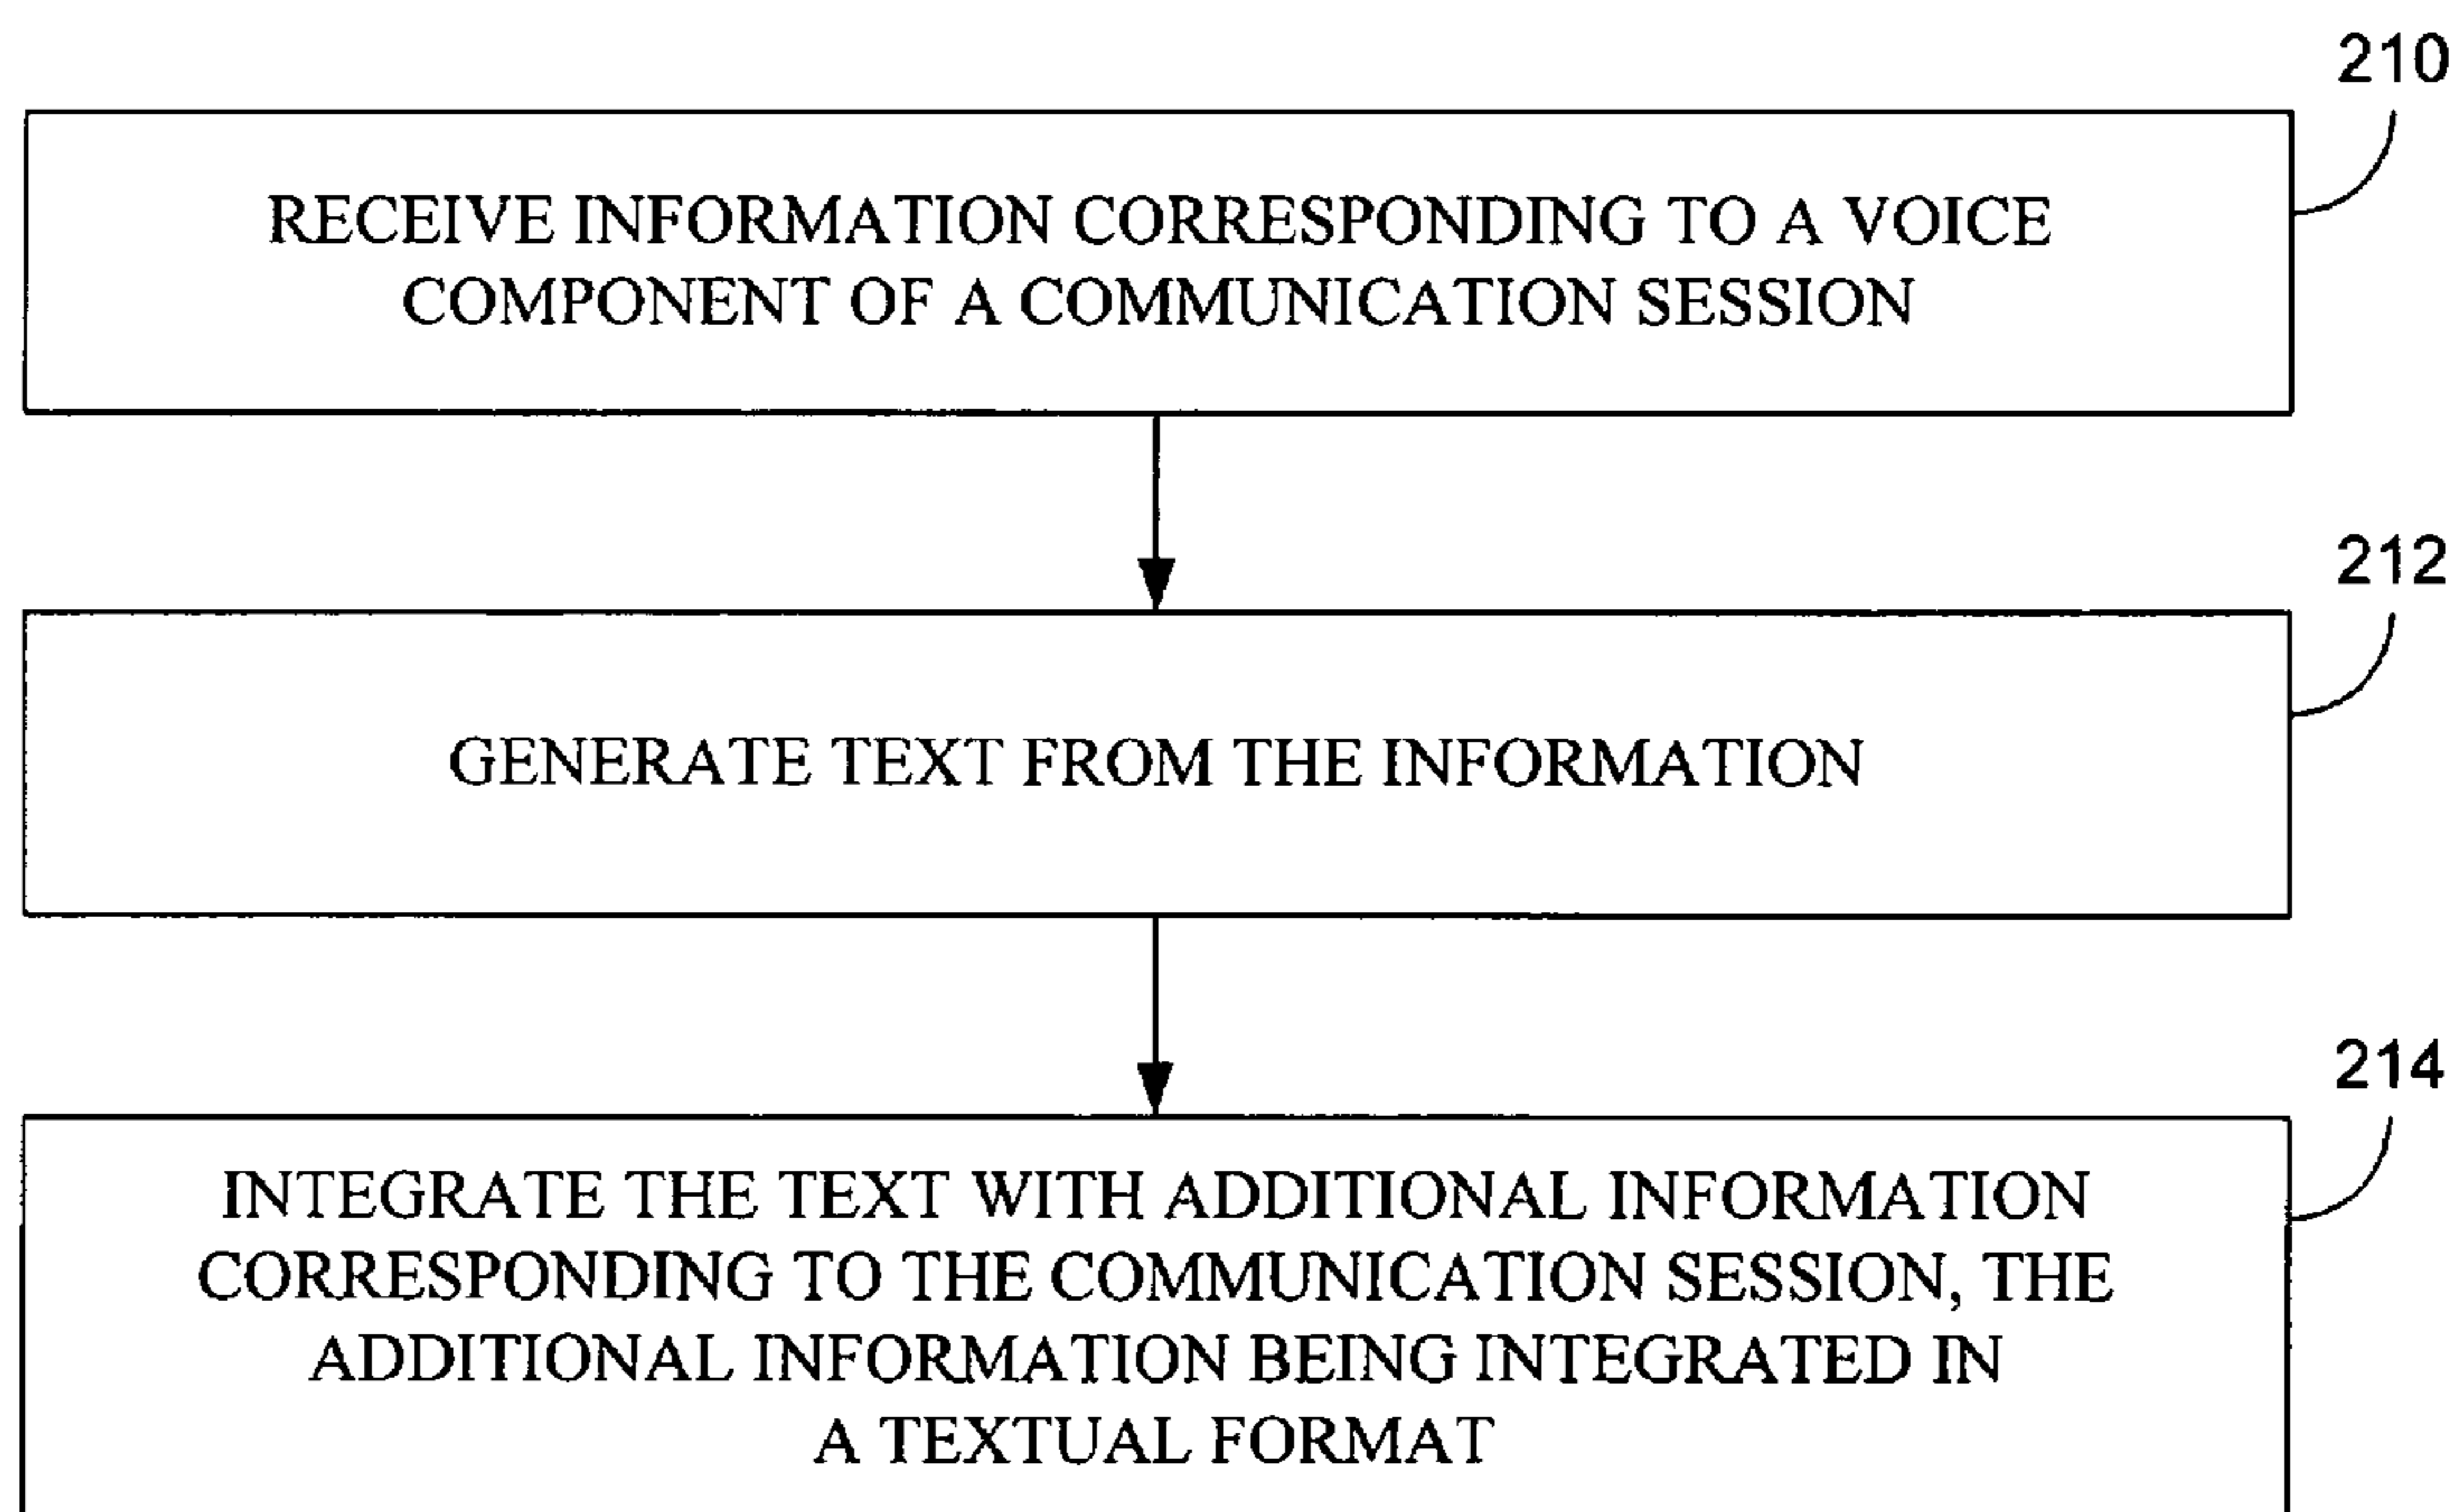 210
RECEIVE INFORMATION CORRESPONDING TO A VOICE
COMPONENT OF A COMMUNICATION SESSION
212
GENERATE TEXT FROM THE INFORMATION
214
INTEGRATE THE TEXT WITH ADDITIONAL INFORMATION
CORRESPONDING TO THE COMMUNICATION SESSION, THE
ADDITIONAL INFORMATION BEING INTEGRATED IN
A TEXTUAL FORMAT